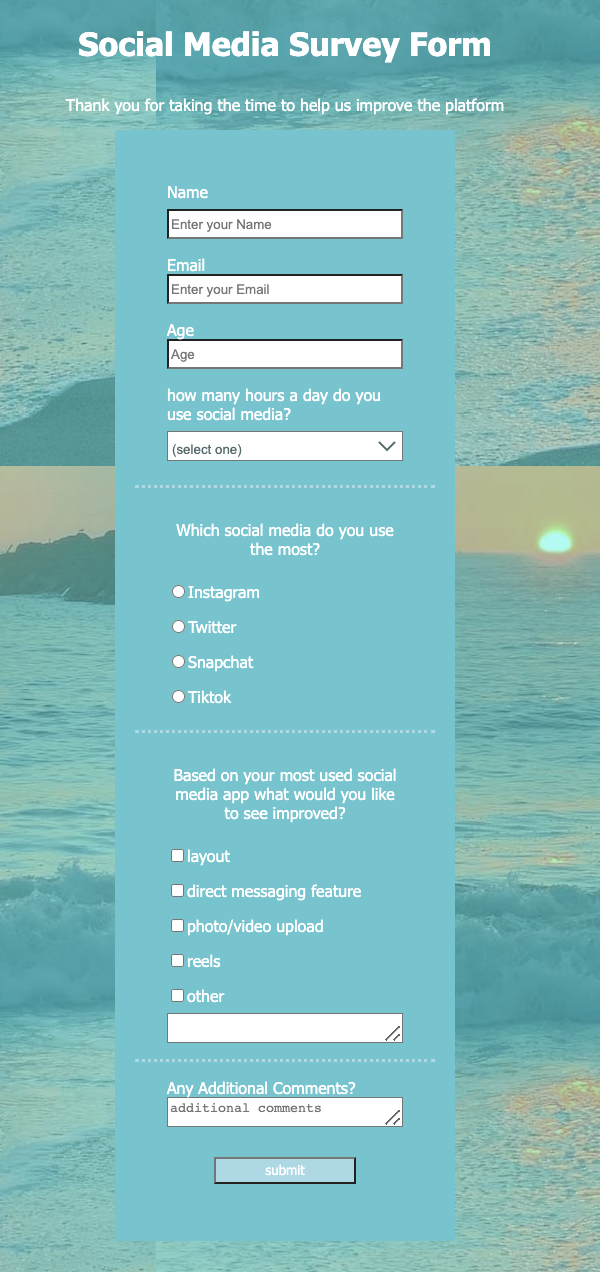 Social Media Survey Form
Thank you for taking the time to help us improve the platform
Name
Enter your Name
Email
Enter your Email
Age
Age
how many hours a day do you
use social media?
(select one)
Which social media do you use
the most?
Instagram
Twitter
Snapchat
Tiktok
Based on your most used social
media app what would you like
to see improved?
layout
direct messaging feature
photo/video upload
reels
other
Any Additional Comments?
additional comments
submit